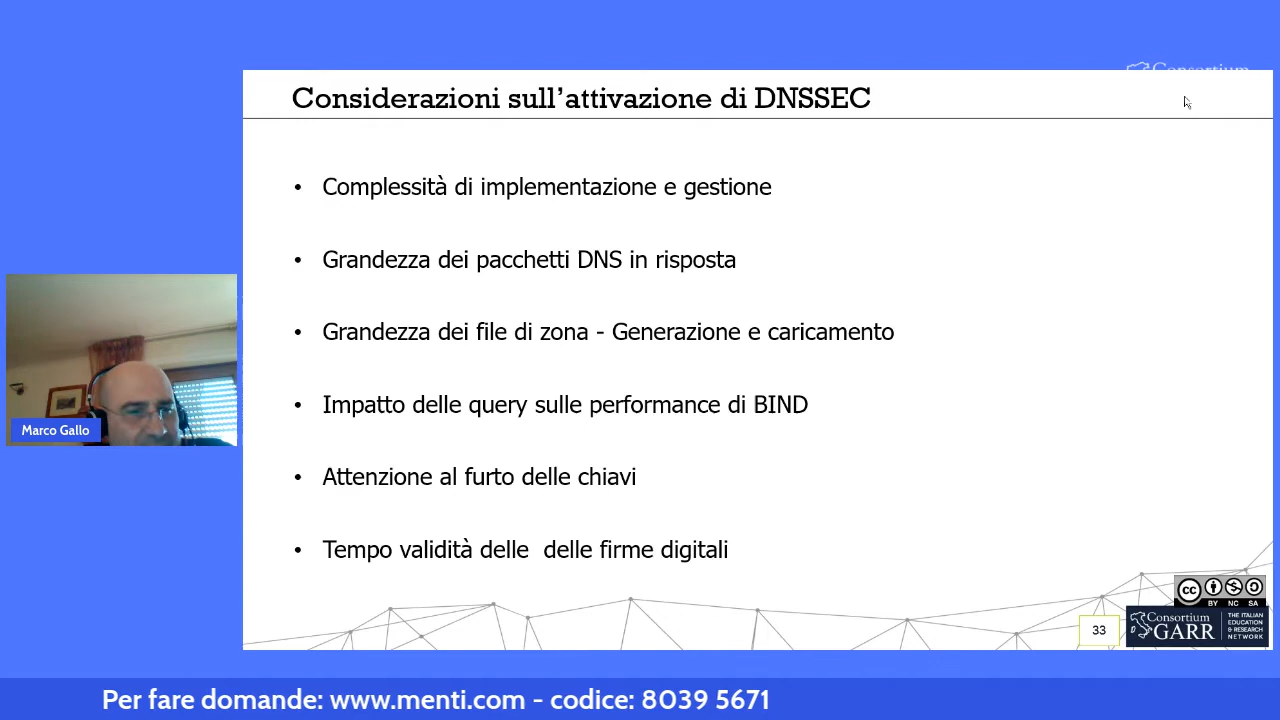 Consortium
Considerazioni sull'attivazione di DNSSEC
• Complessità di implementazione e gestione
• Grandezza dei pacchetti DNS in risposta
• Grandezza dei file di zona - Generazione e caricamento
• Impatto delle query sulle performance di BIND
• Attenzione al furto delle chiavi
• Tempo validità delle  delle firme digitali
Marco Gallo
33
cc
BY NC SA
Consortium
GARR
THE ITALIAN
EDUCATION
& RESEARCH
NETWORK
Per fare domande: www.menti.com - codice: 8039 5671